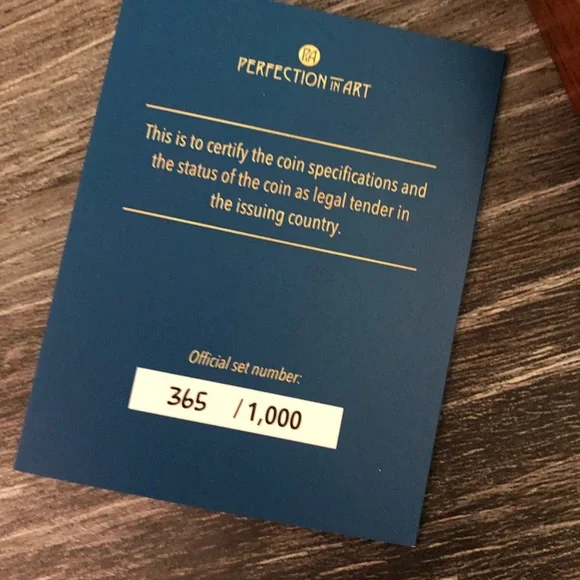 PA
PERFECTION IN ART
This is to certify the coin specifications and
the status of the coin as legal tender in
the issuing country.
Official set number:
365 / 1,000